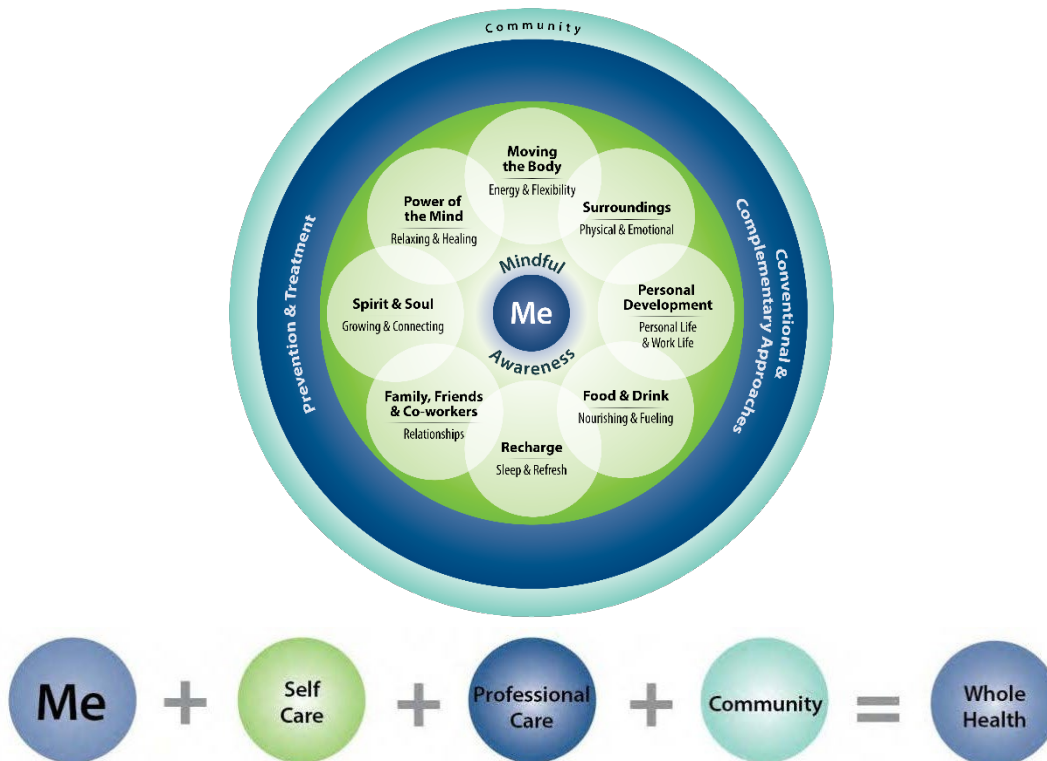 Community
Prevention & Treatment
Conventional &
Complementary Approaches
Moving
the Body
Energy & Flexibility
Surroundings
Physical & Emotional
Personal
Development
Personal Life
& Work Life
Food & Drink
Nourishing & Fueling
Recharge
Sleep & Refresh
Family, Friends
& Co-workers
Relationships
Spirit & Soul
Growing & Connecting
Power of
the Mind
Relaxing & Healing
Mindful
Me
Awareness
Me
+
Self
Care
+
Professional
Care
+
Community
=
Whole
Health